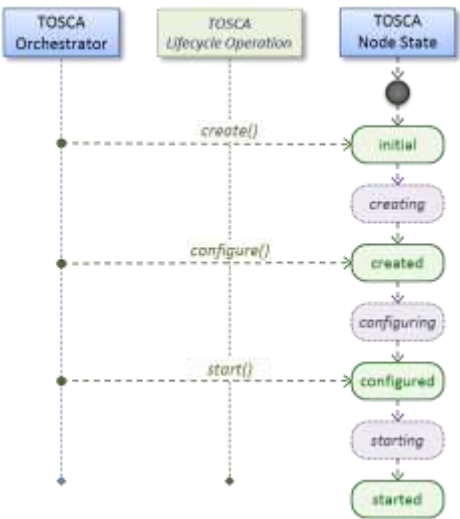 TOSCA
Orchestrator
TOSCA
Lifecycle Operation
TOSCA
Node State
create()
initial
creating
configure()
created
configuring
start()
configured
starting
started